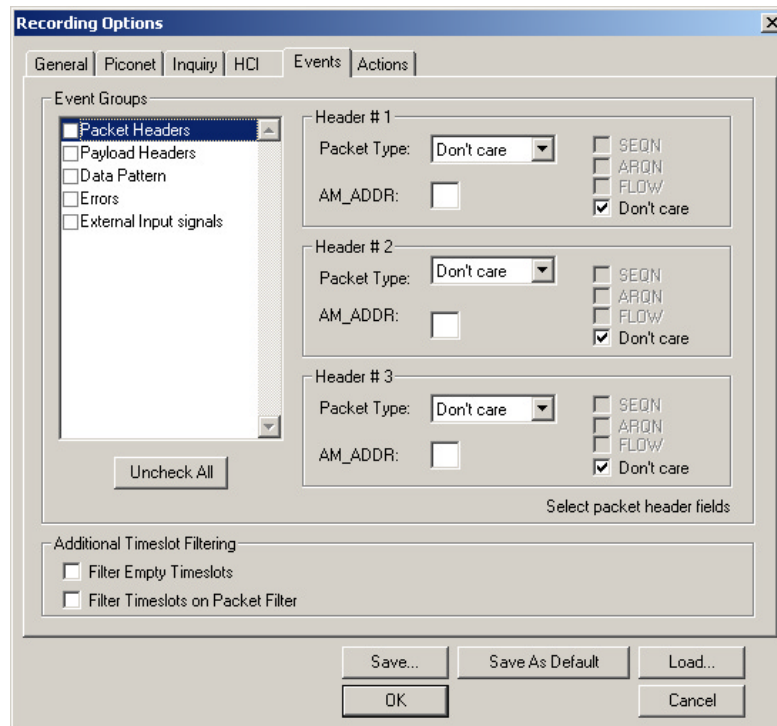 Recording Options
General Piconet Inquiry HCI Events Actions
Event Groups
Packet Headers
Payload Headers
Data Pattern
Errors
External Input signals
Uncheck All
Header # 1
Packet Type: Don't care
AM_ADDR:
SEQN
ARQN
FLOW
Don't care
Header # 2
Packet Type: Don't care
AM_ADDR:
SEQN
ARQN
FLOW
Don't care
Header # 3
Packet Type: Don't care
AM_ADDR:
SEQN
ARQN
FLOW
Don't care
Select packet header fields
Additional Timeslot Filtering
Filter Empty Timeslots
Filter Timeslots on Packet Filter
Save... Save As Default Load...
OK Cancel